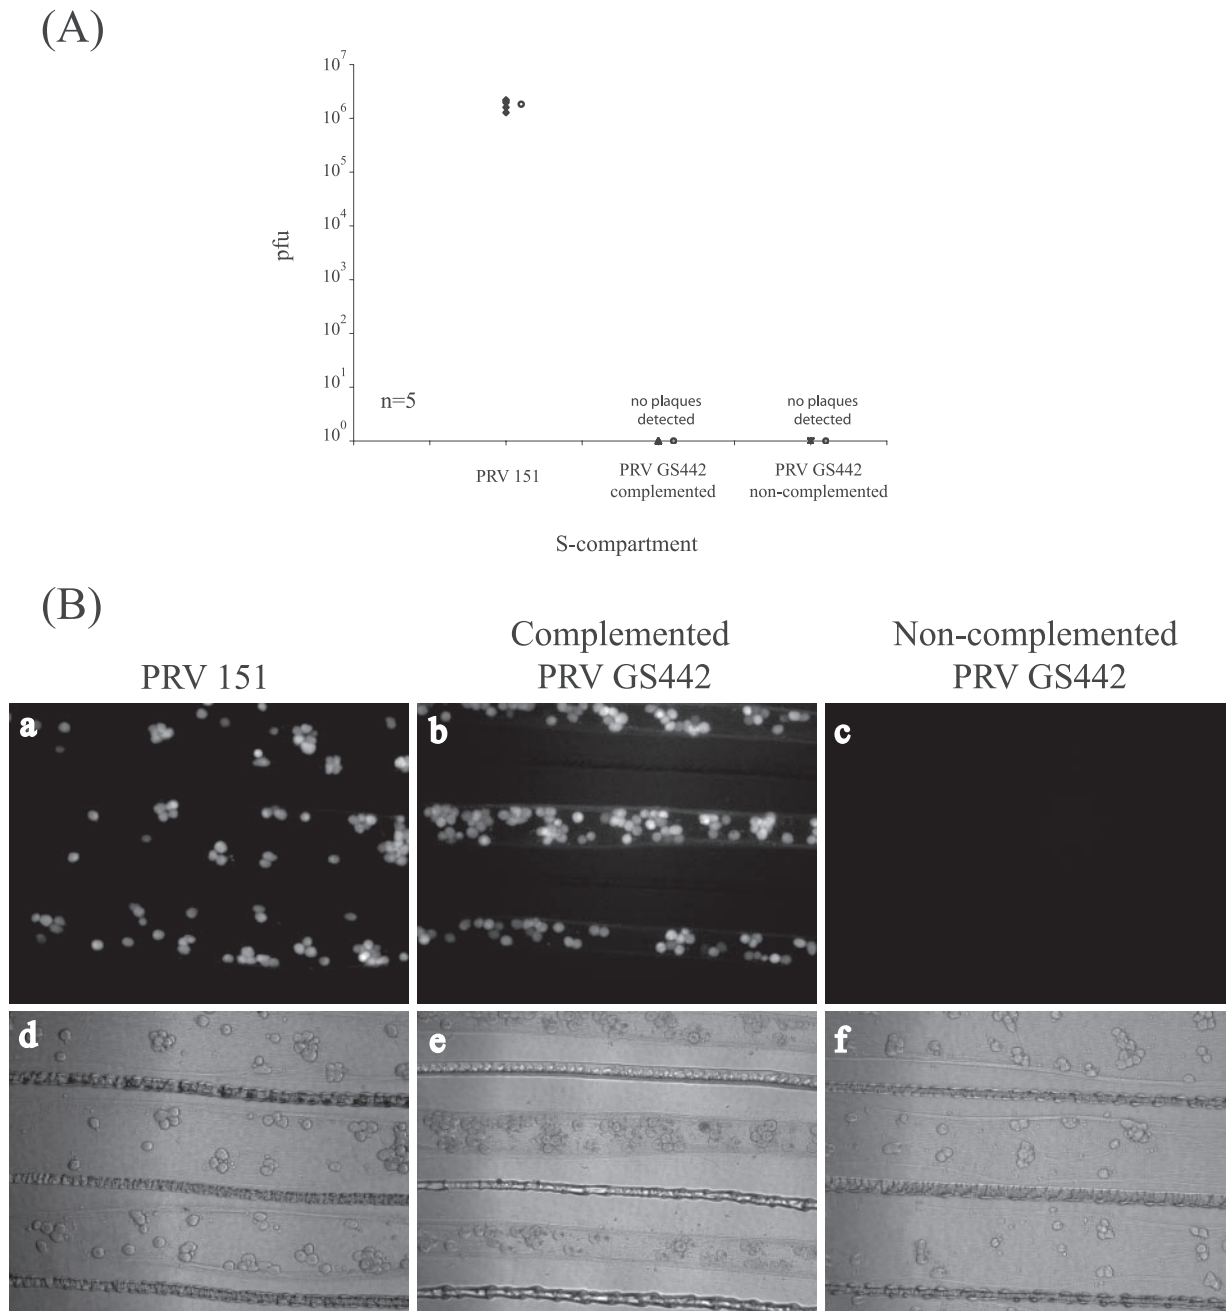 (A)
10^7
10^6
10^5
10^4
10^3
10^2
10^1
10^0
pfu
n=5
no plaques
detected
no plaques
detected
PRV 151
PRV GS442
complemented
PRV GS442
non-complemented
S-compartment
(B)
PRV 151
Complemented
PRV GS442
Non-complemented
PRV GS442
a
b
c
d
e
f